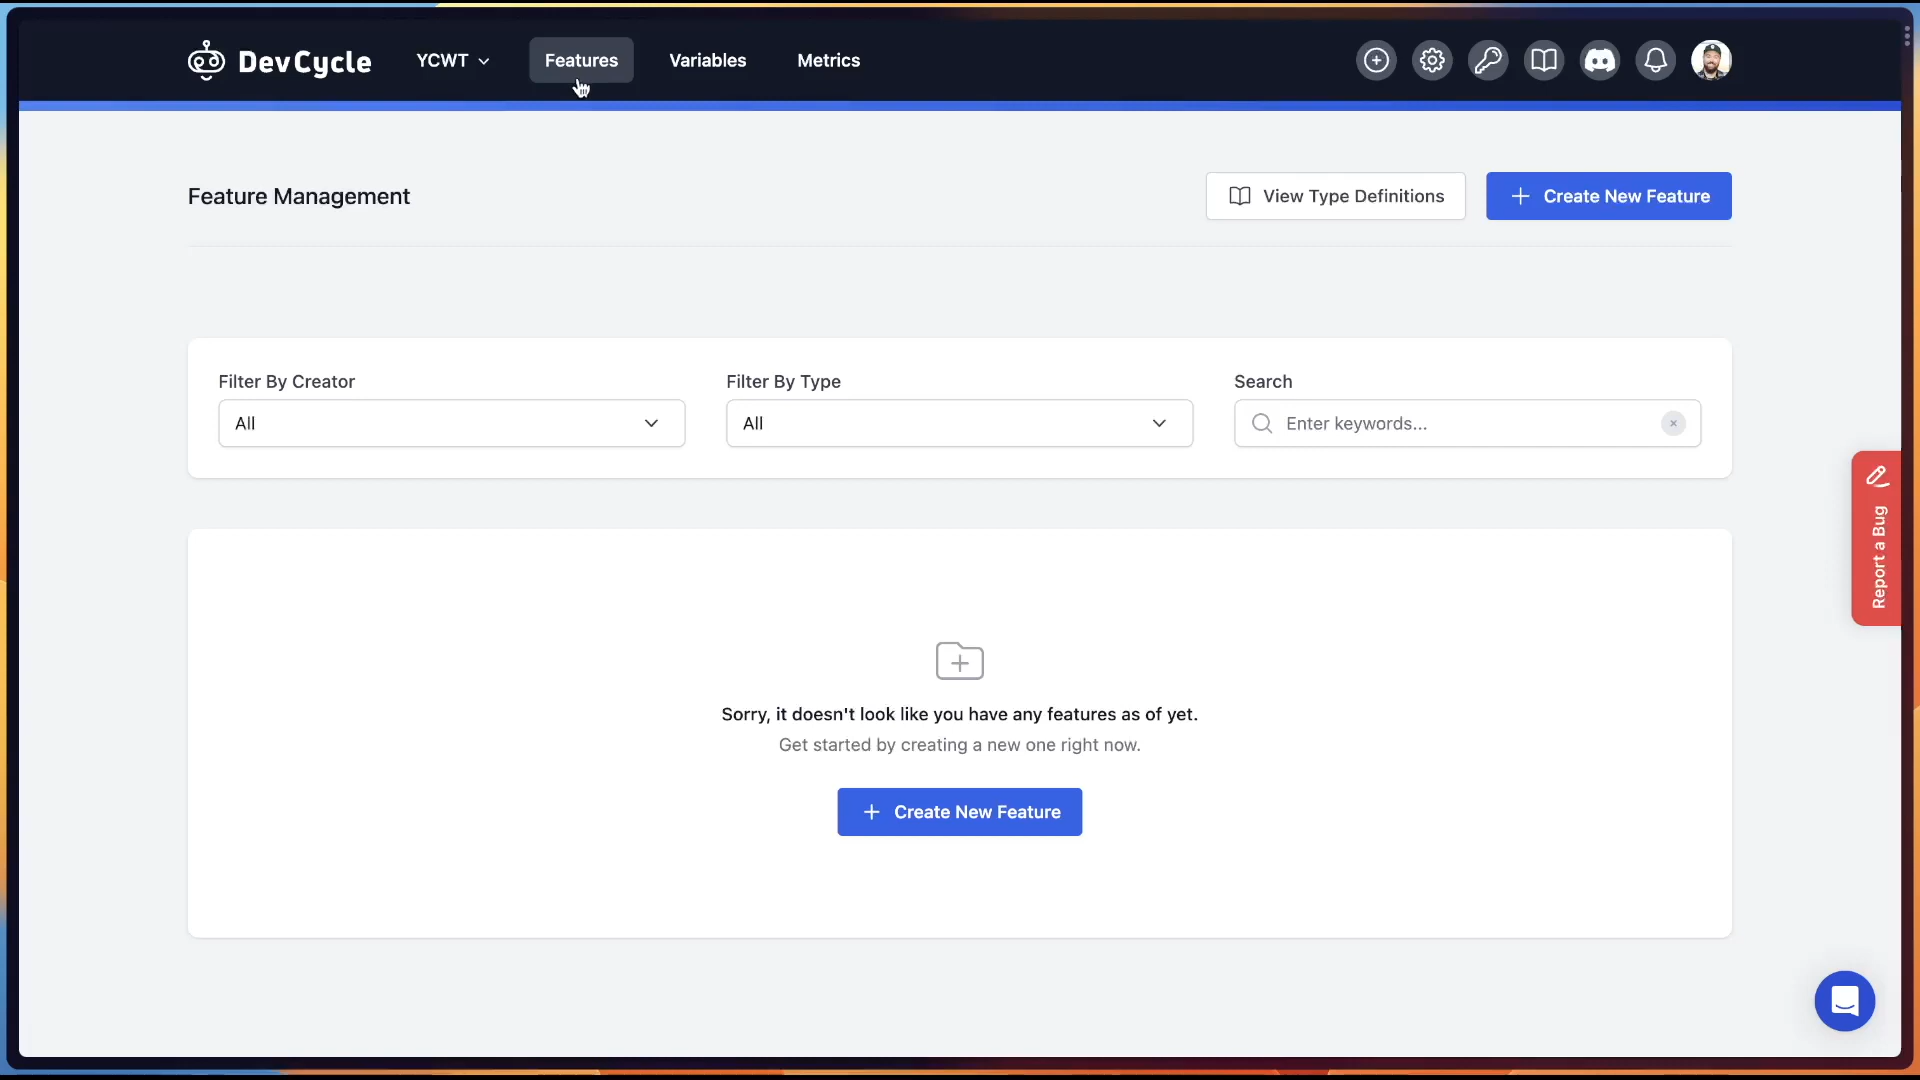 DevCycle YCWT Features Variables Metrics
Feature Management View Type Definitions Create New Feature
Filter By Creator Filter By Type Search
All All Enter keywords...
Report a Bug
Sorry, it doesn't look like you have any features as of yet.
Get started by creating a new one right now.
Create New Feature